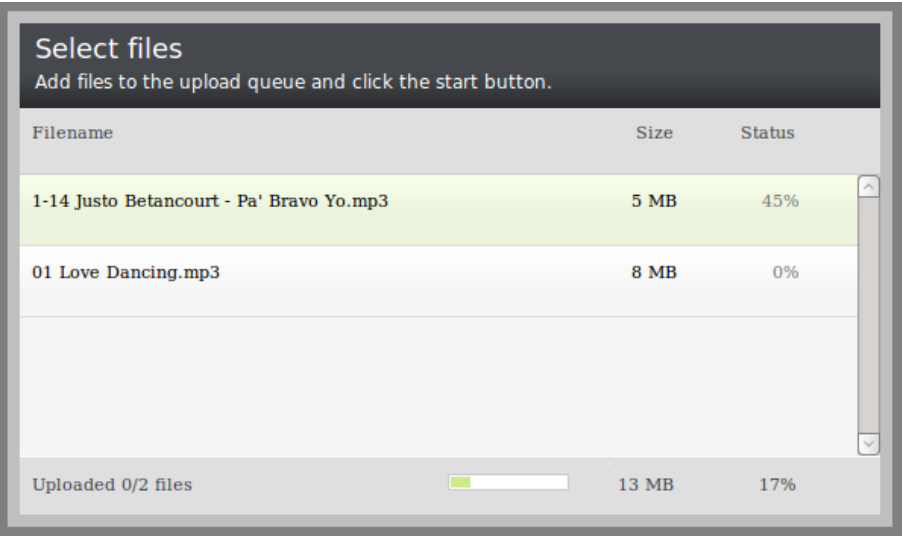 Select files
Add files to the upload queue and click the start button.
Filename Size Status
1-14 Justo Betancourt - Pa' Bravo Yo.mp3 5 MB 45%
01 Love Dancing.mp3 8 MB 0%
Uploaded 0/2 files 13 MB 17%